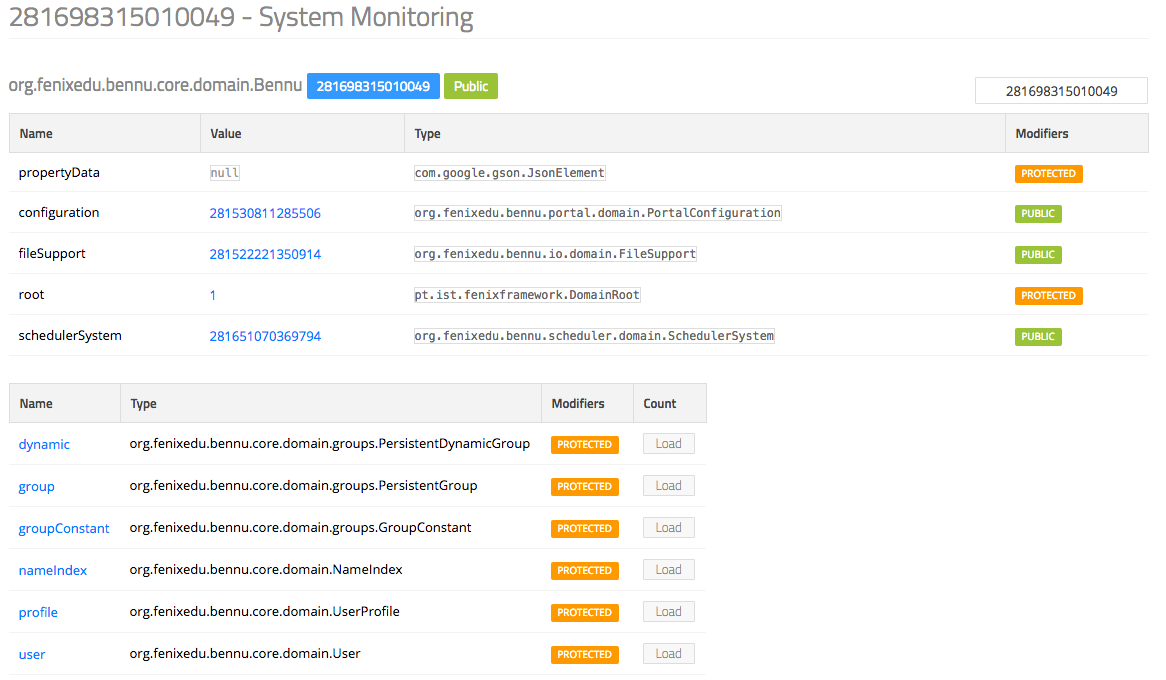 281698315010049 - System Monitoring
org.fenixedu.bennu.core.domain.Bennu 281698315010049 Public
281698315010049
Name Value Type Modifiers
propertyData null com.google.gson.JsonElement PROTECTED
configuration 281530811285506 org.fenixedu.bennu.portal.domain.PortalConfiguration PUBLIC
fileSupport 281522221350914 org.fenixedu.bennu.io.domain.FileSupport PUBLIC
root 1 pt.ist.fenixframework.DomainRoot PROTECTED
schedulerSystem 281651070369794 org.fenixedu.bennu.scheduler.domain.SchedulerSystem PUBLIC
Name Type Modifiers Count
dynamic org.fenixedu.bennu.core.domain.groups.PersistentDynamicGroup PROTECTED Load
group org.fenixedu.bennu.core.domain.groups.PersistentGroup PROTECTED Load
groupConstant org.fenixedu.bennu.core.domain.groups.GroupConstant PROTECTED Load
nameIndex org.fenixedu.bennu.core.domain.NameIndex PROTECTED Load
profile org.fenixedu.bennu.core.domain.UserProfile PROTECTED Load
user org.fenixedu.bennu.core.domain.User PROTECTED Load